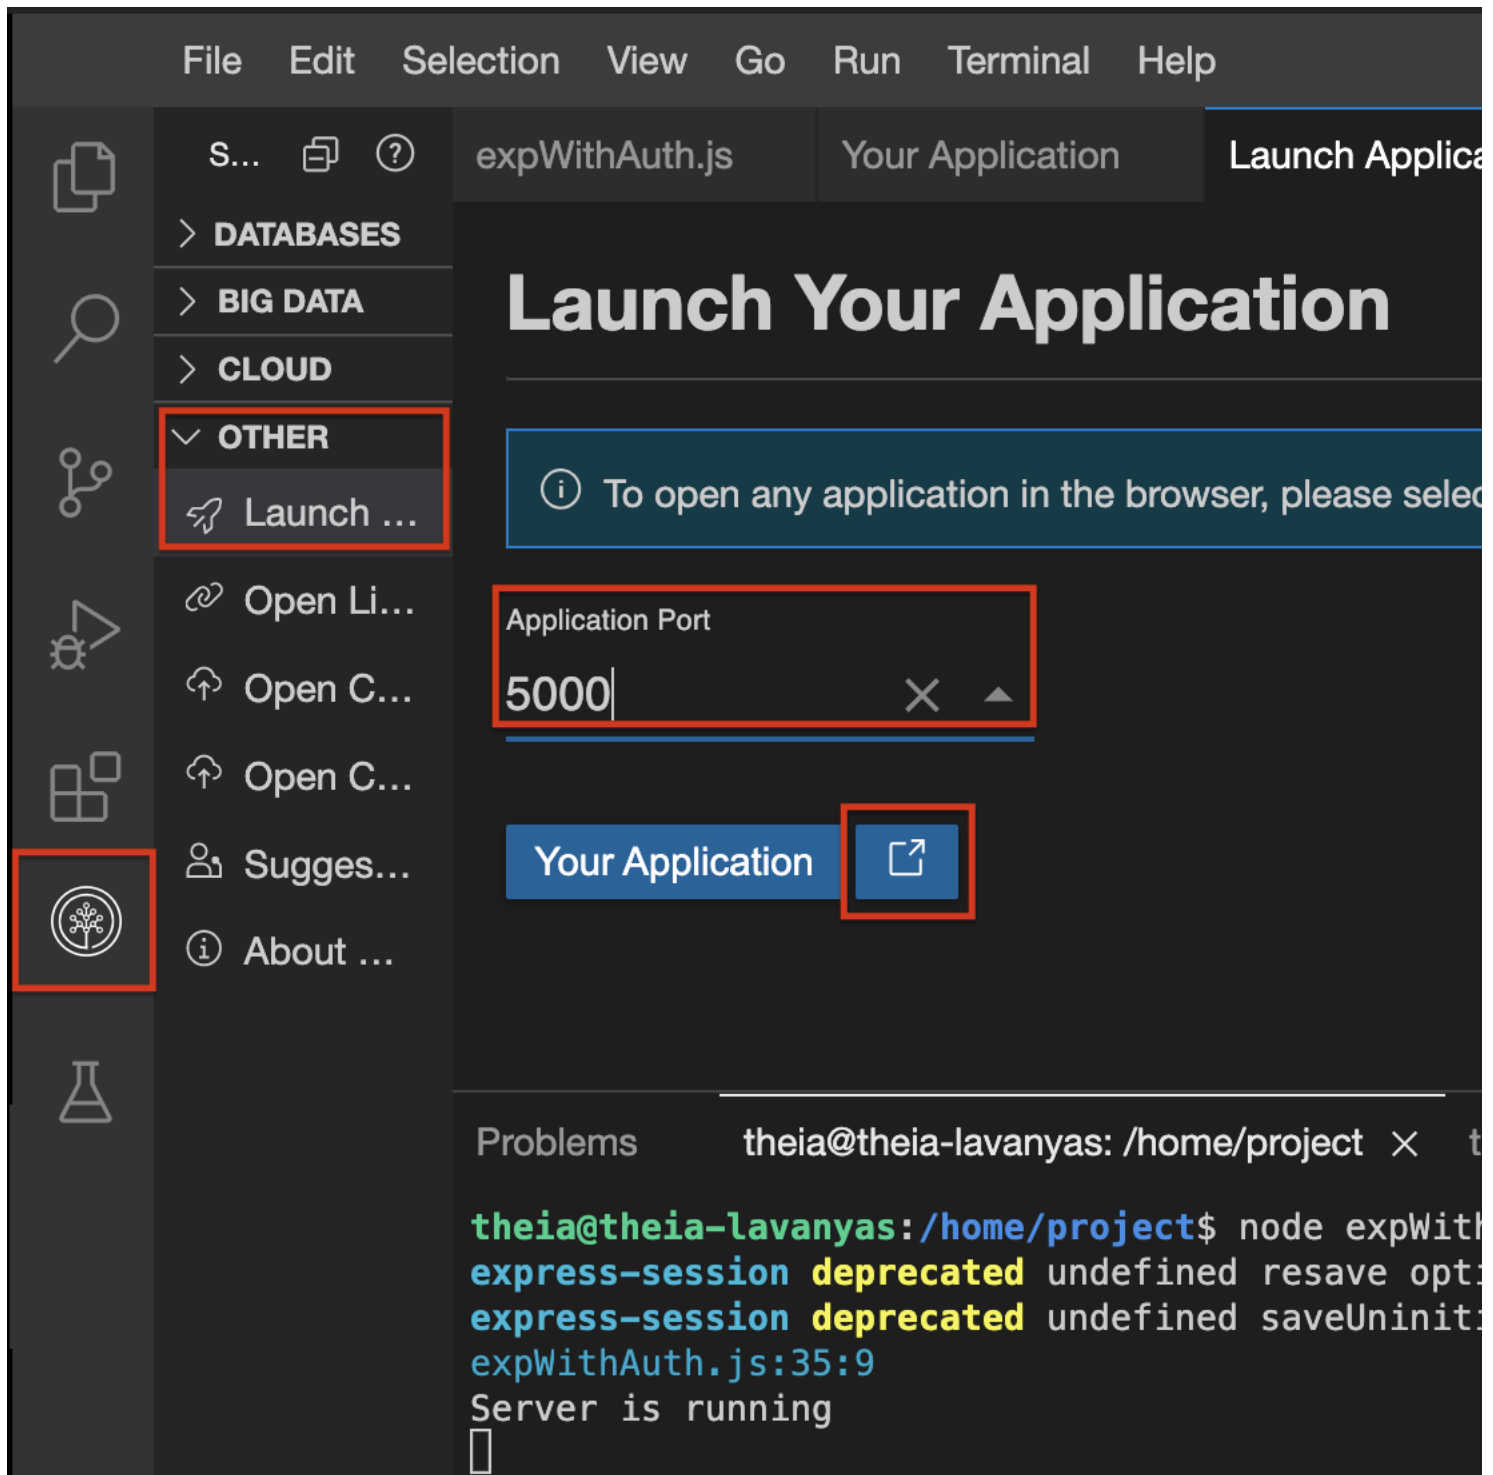 File Edit Selection View Go Run Terminal Help
S...
expWithAuth.js
Your Application
Launch Applica
DATABASES
BIG DATA
CLOUD
OTHER
Launch ...
Open Li...
Open C...
Open C...
Sugges...
About ...
Launch Your Application
To open any application in the browser, please selec
Application Port
5000
Your Application
Problems
theia@theia-lavanyas: /home/project
t
theia@theia-lavanyas:/home/project$ node expWith
express-session deprecated undefined resave opti
express-session deprecated undefined saveUniniti
expWithAuth.js:35:9
Server is running